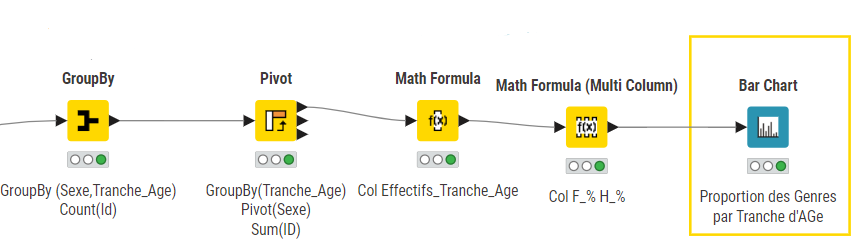 GroupBy
Pivot
Math Formula
Math Formula (Multi Column)
Bar Chart
f(x)
f(x)
GroupBy (Sexe,Tranche_Age)
Count(Id)
GroupBy(Tranche_Age)
Pivot(Sexe)
Sum(ID)
Col Effectifs_Tranche_Age
Col F_% H_%
Proportion des Genres
par Tranche d'AGe